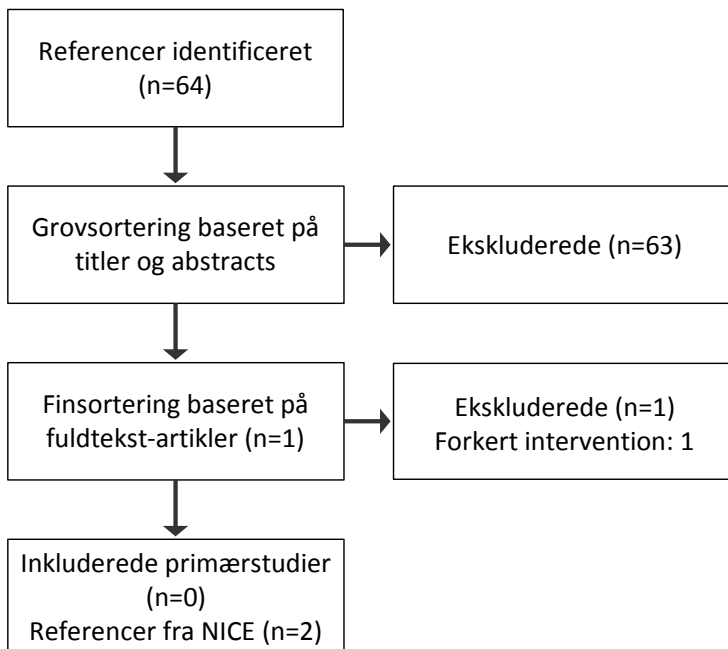 Referencer identificeret
(n=64)
Grovsortering baseret på
titler og abstracts
Ekskluderede (n=63)
Finsortering baseret på
fuldtekst-artikler (n=1)
Ekskluderede (n=1)
Forkert intervention: 1
Inkluderede primærstudier
(n=0)
Referencer fra NICE (n=2)